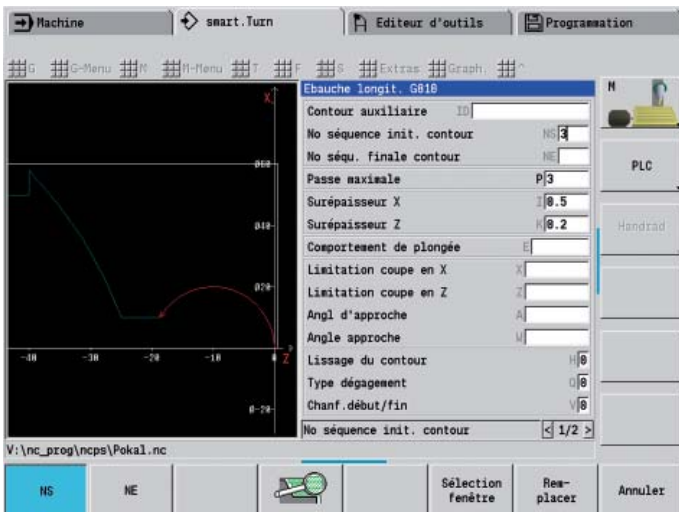 Machine
smart.Turn
Editeur d'outils
Programmation
G
G-Menu
M
M-Menu
T
F
S
Extras
Graph.
^
X
Ø60
Ø40
Ø20
-40
-30
-20
-10
0
Z
Ø-20
Ebauche longit. G810
Contour auxiliaire ID
No séquence init. contour NS 3
No séqu. finale contour NE
Passe maximale P 3
Surépaisseur X I 0.5
Surépaisseur Z K 0.2
Comportement de plongée E
Limitation coupe en X X
Limitation coupe en Z Z
Angl d'approche A
Angle approche W
Lissage du contour H 0
Type dégagement Q 0
Chanf.début/fin V 0
No séquence init. contour < 1/2 >
M
PLC
Handrad
V:\nc_prog\ncps\Pokal.nc
NS
NE
Sélection
fenêtre
Rem-
placer
Annuler